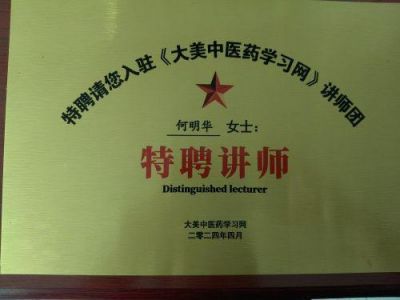 特聘请您入驻《大美中医药学习网》讲师团
何明华 女士:
特聘讲师
Distinguished lecturer
大美中医药学习网
二零二四年四月